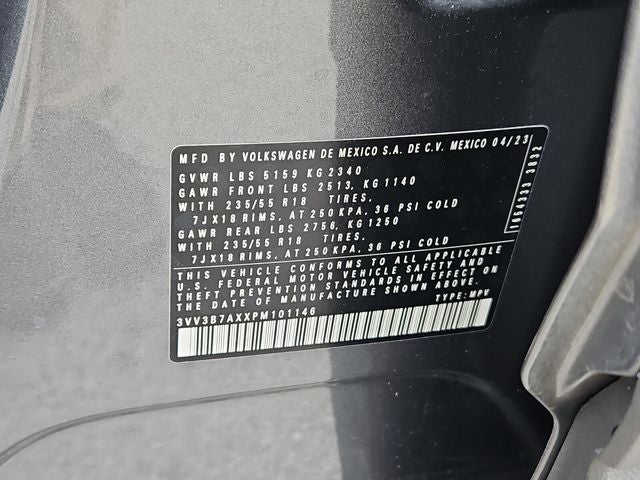 MFD BY VOLKSWAGEN DE MEXICO S.A. DE C.V. MEXICO 04/23
GVWR LBS 5159 KG 2340
GAWR FRONT LBS 2513, KG 1140
WITH 235/55 R18 TIRES,
7JX18 RIMS, AT 250 KPA, 36 PSI COLD
GAWR REAR LBS 2756, KG 1250
WITH 235/55 R18 TIRES,
7JX18 RIMS, AT 250 KPA, 36 PSI COLD
THIS VEHICLE CONFORMS TO ALL APPLICABLE
U.S. FEDERAL MOTOR VEHICLE SAFETY AND
THEFT PREVENTION STANDARDS IN EFFECT ON
THE DATE OF MANUFACTURE SHOWN ABOVE.
3VV3B7AXXPM101146 TYPE: MPV